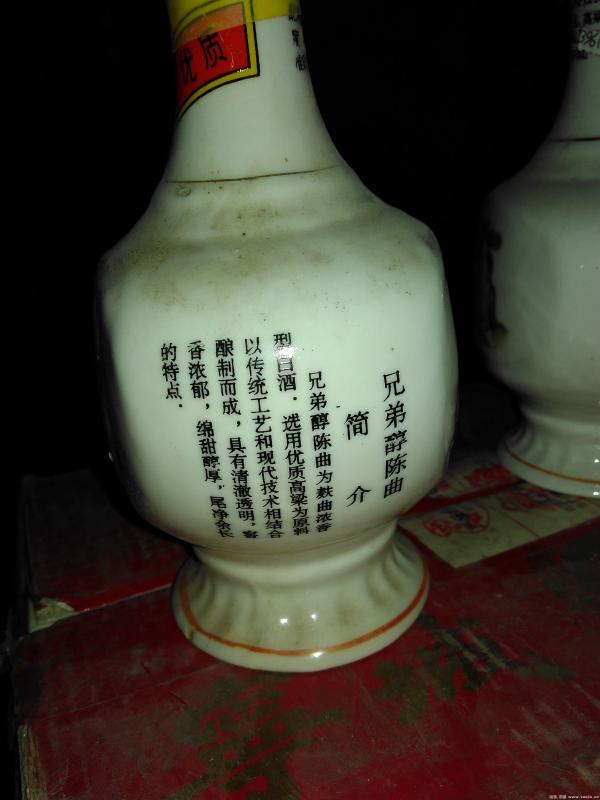 优质
兄弟醇陈曲
简介
兄弟醇陈曲为麸曲浓香
型白酒．选用优质高粱为原料
以传统工艺和现代技术相结合
酿制而成，具有清澈透明，窖
香浓郁，绵甜醇厚，尾净余长
的特点．